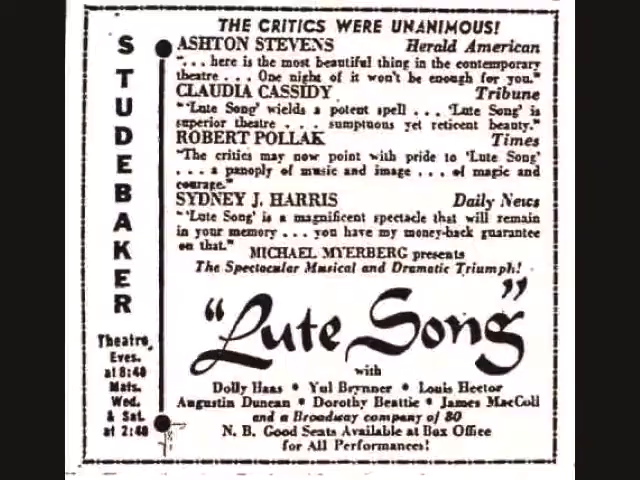 THE CRITICS WERE UNANIMOUS!
STUDEBAKER
ASHTON STEVENS Herald American
". . . here is the most beautiful thing in the contemporary
theatre . . . One night of it won't be enough for you."
CLAUDIA CASSIDY Tribune
"'Lute Song' wields a potent spell . . . 'Lute Song' is
superior theatre . . . sumptuous yet reticent beauty."
ROBERT POLLAK Times
"The critics may now point with pride to 'Lute Song'
. . . a panoply of music and image . . . of magic and
courage."
SYDNEY J. HARRIS Daily News
"'Lute Song' is a magnificent spectacle that will remain
in your memory . . . you have my money-back guarantee
on that."
MICHAEL MYERBERG presents
The Spectacular Musical and Dramatic Triumph!
"Lute Song"
with
Dolly Haas • Yul Brynner • Louis Hector
Augustin Duncan • Dorothy Beattie • James MacColl
and a Broadway company of 80
N. B. Good Seats Available at Box Office
for All Performances!
Theatre,
Eves.
at 8:40
Mats.
Wed.
& Sat.
at 2:40